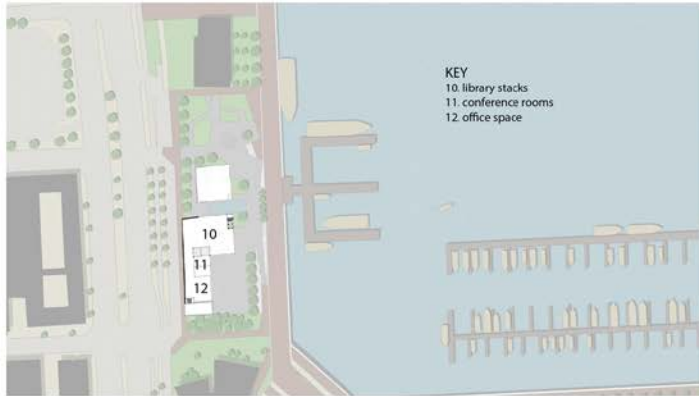 KEY
10. library stacks
11. conference rooms
12. office space
10
11
12